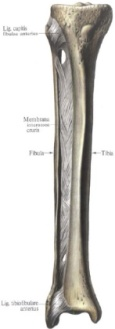 Lig. capitis
fibulae anterius
Membrana
interossea
cruris
Fibula
Tibia
Lig. tibiofibulare
anterius